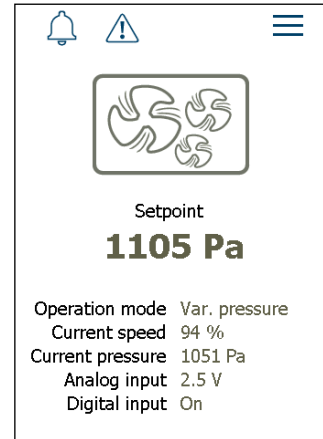 Setpoint
1105 Pa
Operation mode Var. pressure
Current speed 94 %
Current pressure 1051 Pa
Analog input 2.5 V
Digital input On